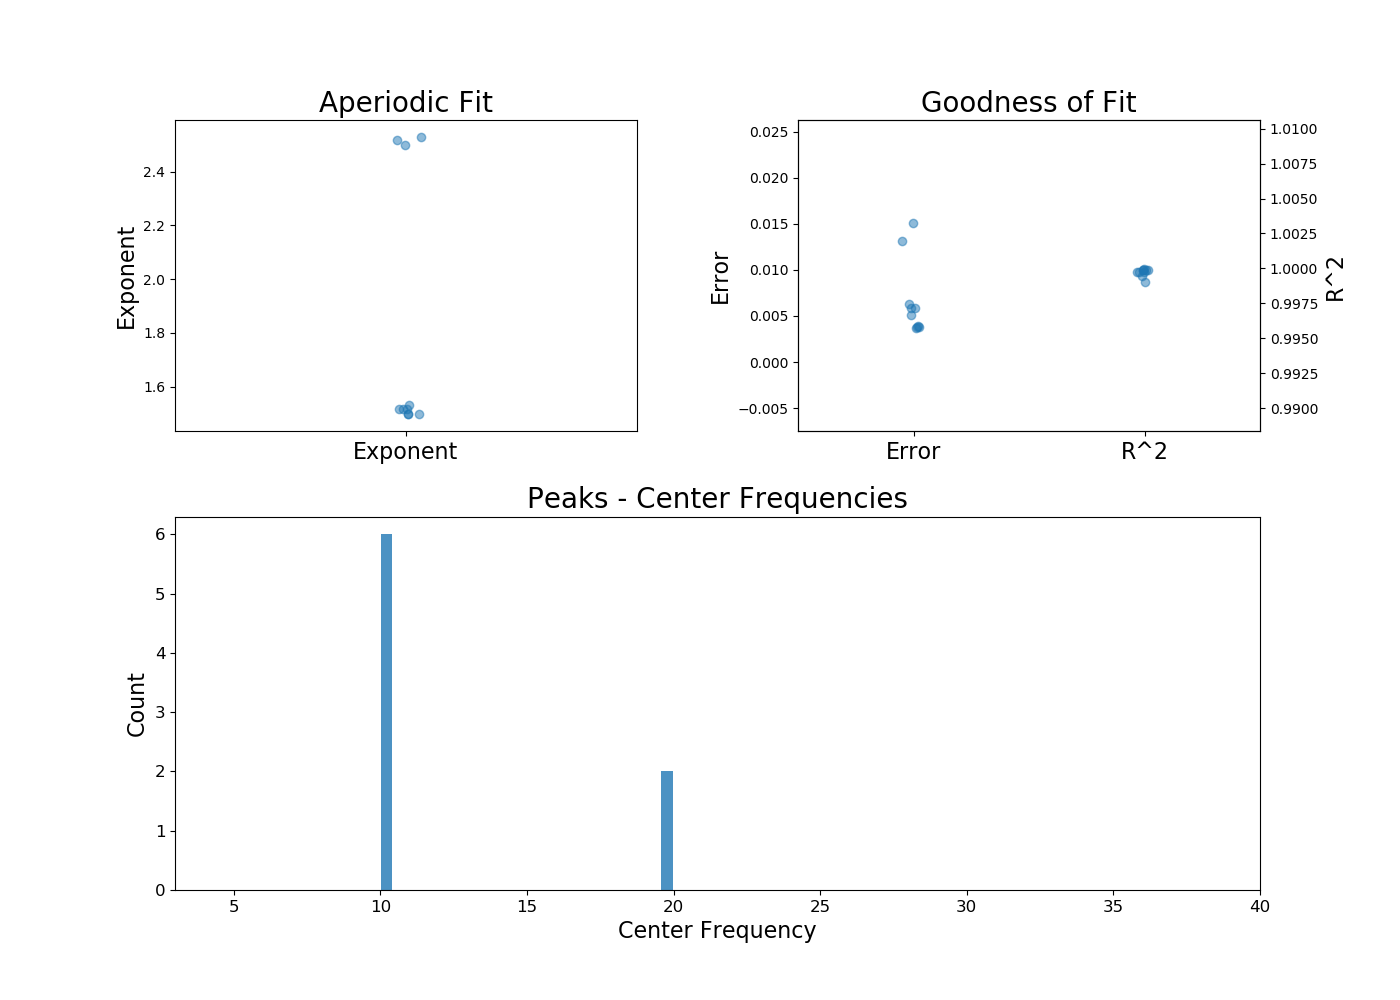 Aperiodic Fit
Exponent
2.4
2.2
2.0
1.8
1.6
Exponent
Goodness of Fit
Error
0.025
0.020
0.015
0.010
0.005
0.000
−0.005
1.0100
1.0075
1.0050
1.0025
1.0000
0.9975
0.9950
0.9925
0.9900
R^2
Error R^2
Peaks - Center Frequencies
Count
6
5
4
3
2
1
0
5 10 15 20 25 30 35 40
Center Frequency